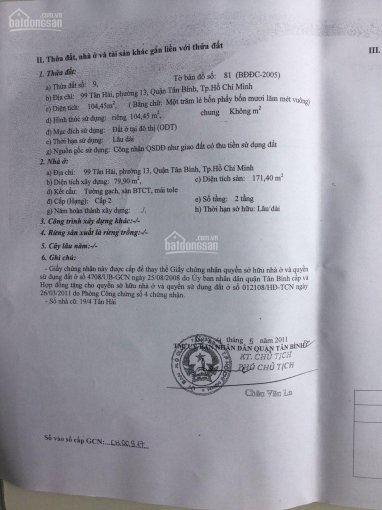 batdongsan
by PropertyGuru
II. Thửa đất, nhà ở và tài sản khác gắn liền với thửa đất
1. Thửa đất:
a) Thửa đất số: 9, Tờ bản đồ số: 81 (BĐĐC-2005)
b) Địa chỉ: 99 Tân Hải, phường 13, Quận Tân Bình, Tp.Hồ Chí Minh
c) Diện tích: 104,45m², ( Bằng chữ: Một trăm lẻ bốn phẩy bốn mươi lăm mét vuông)
d) Hình thức sử dụng: riêng 104,45 m², chung Không m²
đ) Mục đích sử dụng: Đất ở tại đô thị (ODT)
e) Thời hạn sử dụng: Lâu dài
g) Nguồn gốc sử dụng: Công nhận QSDĐ như giao đất có thu tiền sử dụng đất
2. Nhà ở:
a) Địa chỉ: 99 Tân Hải, phường 13, Quận Tân Bình, Tp.Hồ Chí Minh
b) Diện tích xây dựng: 79,90m², c) Diện tích sàn: 171,40 m²
d) Kết cấu: Tường gạch, sàn BTCT, mái tole
đ) Cấp (Hạng): Cấp 2 e) Số tầng: 2 tầng
g) Năm hoàn thành xây dựng: ./. h) Thời hạn sở hữu: Lâu dài
3. Công trình xây dựng khác:-/-
4. Rừng sản xuất là rừng trồng:-/-
batdongsan
5. Cây lâu năm:-/-
6. Ghi chú:
- Giấy chứng nhận này được cấp để thay thế Giấy chứng nhận quyền sở hữu nhà ở và quyền
sử dụng đất ở số 4708/UB-GCN ngày 25/08/2008 do Ủy ban nhân dân quận Tân Bình cấp và
Hợp đồng tặng cho quyền sở hữu nhà ở và quyền sử dụng đất ở số 012108/HĐ-TCN ngày
26/03/2011 do Phòng Công chứng số 4 chứng nhận.
- Số nhà cũ: 19/4 Tân Hải
tháng 5 năm 2011
TM. ỦY BAN NHÂN DÂN QUẬN TÂN BÌNH
KT. CHỦ TỊCH
PHÓ CHỦ TỊCH
Châu Văn La
Số vào sổ cấp GCN: